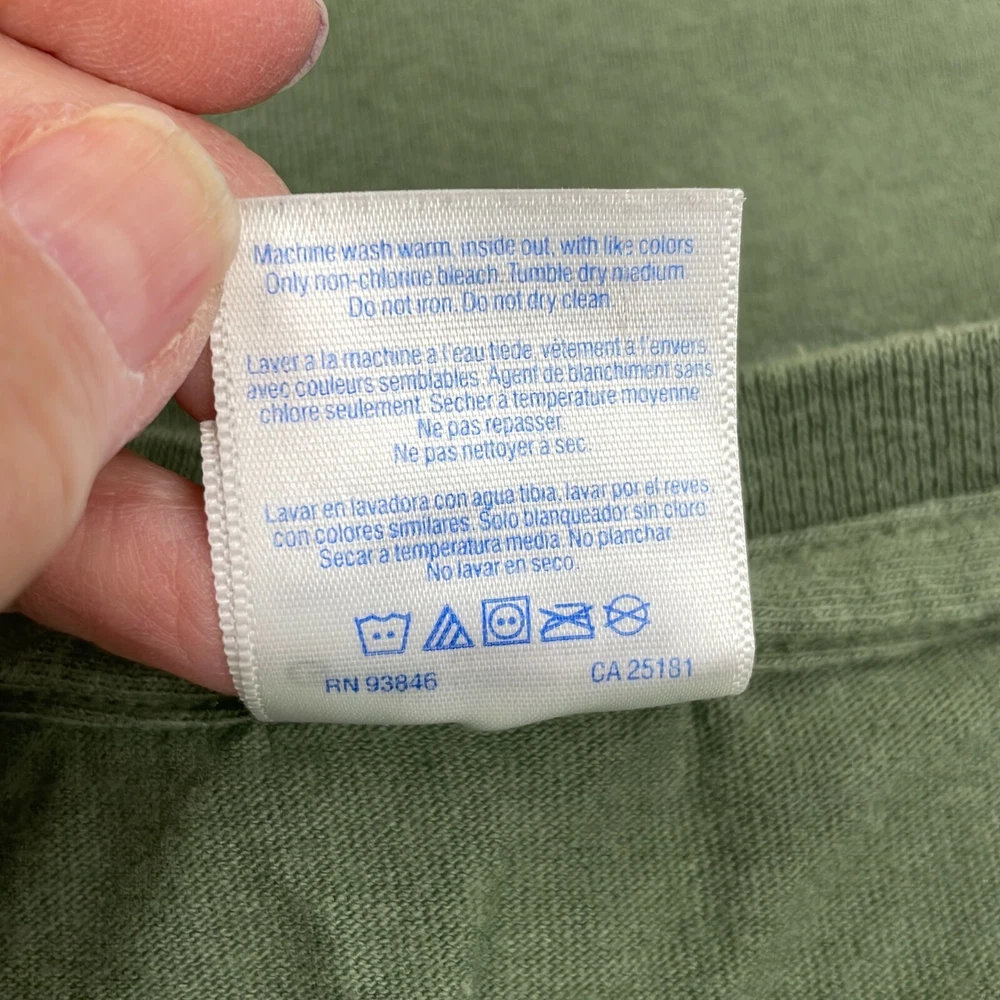 Machine wash warm, inside out, with like colors
Only non-chlorine bleach. Tumble dry medium
Do not iron. Do not dry clean.
Laver à la machine à l'eau tiede, vêtement à l'envers
avec couleurs semblables. Agent de blanchiment sans
chlore seulement. Secher à temperature moyenne
Ne pas repasser.
Ne pas nettoyer à sec.
Lavar en lavadora con agua tibia, lavar por el reves
con colores similares. Solo blanqueador sin cloro.
Secar a temperatura media. No planchar
No lavar en seco.
RN 93846
CA 25181